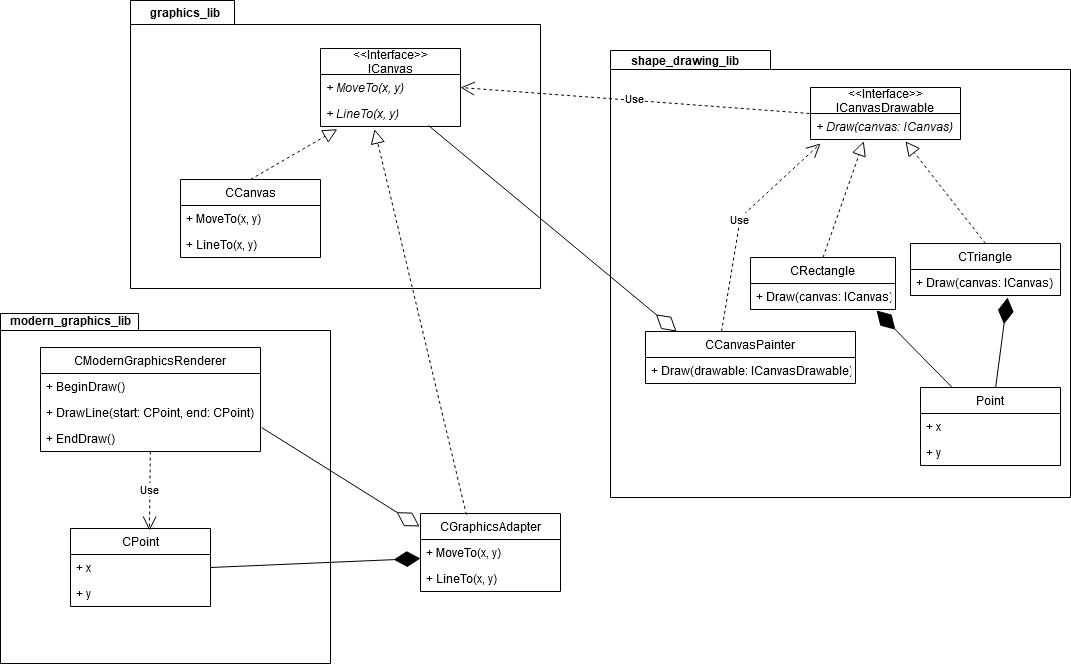 graphics_lib
<<Interface>>
ICanvas
+ MoveTo(x, y)
+ LineTo(x, y)
CCanvas
+ MoveTo(x, y)
+ LineTo(x, y)
shape_drawing_lib
<<Interface>>
ICanvasDrawable
+ Draw(canvas: ICanvas)
Use
Use
CRectangle
+ Draw(canvas: ICanvas)
CTriangle
+ Draw(canvas: ICanvas)
CCanvasPainter
+ Draw(drawable: ICanvasDrawable)
Point
+ x
+ y
modern_graphics_lib
CModernGraphicsRenderer
+ BeginDraw()
+ DrawLine(start: CPoint, end: CPoint)
+ EndDraw()
Use
CPoint
+ x
+ y
CGraphicsAdapter
+ MoveTo(x, y)
+ LineTo(x, y)